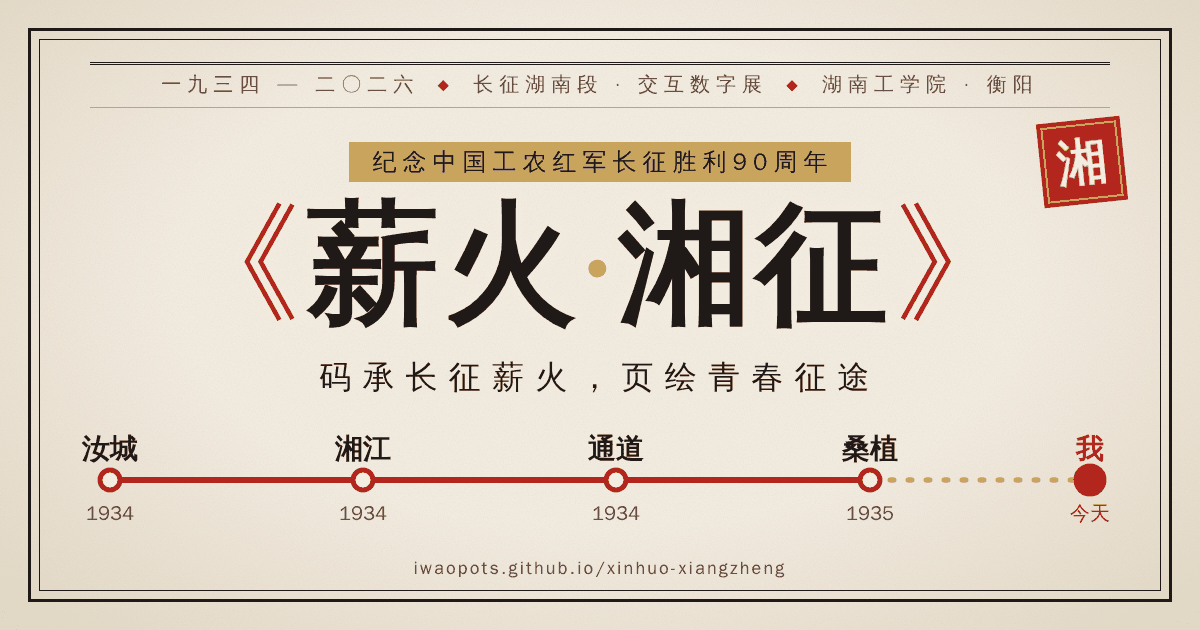 一九三四 — 二〇二六 ◆ 长征湖南段 · 交互数字展 ◆ 湖南工学院 · 衡阳
湘
纪念中国工农红军长征胜利90周年
《薪火·湘征》
码承长征薪火，页绘青春征途
汝城 湘江 通道 桑植 我
1934 1934 1934 1935 今天
iwaopots.github.io/xinhuo-xiangzheng